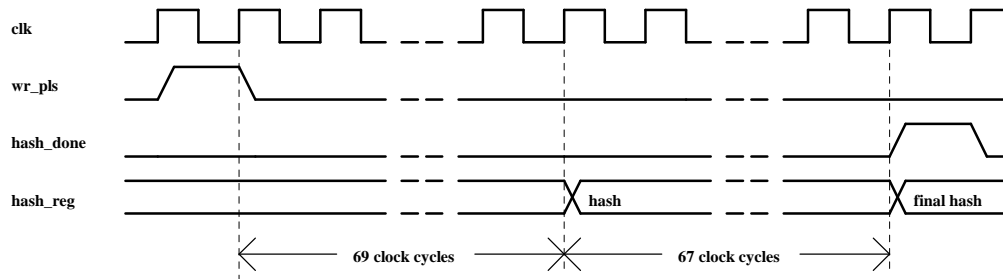 clk
wr_pls
hash_done
hash_reg
hash
final hash
69 clock cycles
67 clock cycles